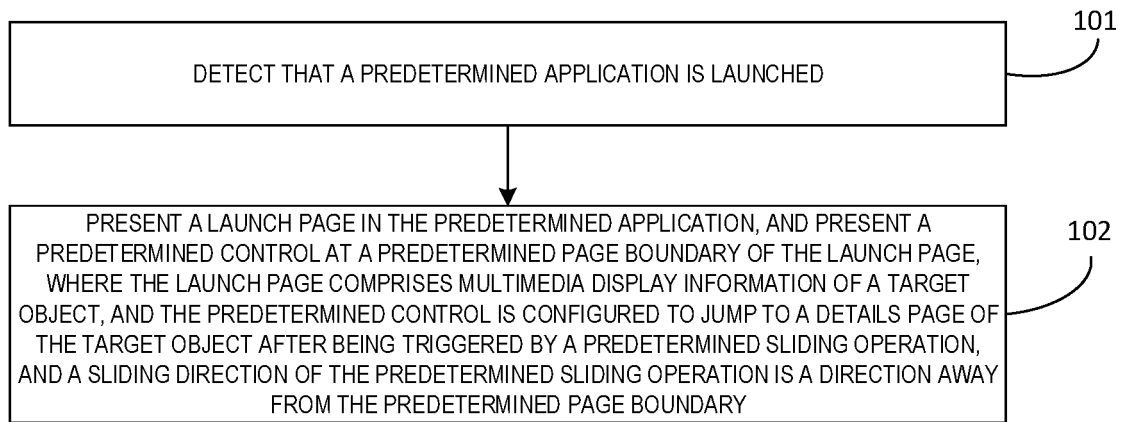 101
DETECT THAT A PREDETERMINED APPLICATION IS LAUNCHED
PRESENT A LAUNCH PAGE IN THE PREDETERMINED APPLICATION, AND PRESENT A
PREDETERMINED CONTROL AT A PREDETERMINED PAGE BOUNDARY OF THE LAUNCH PAGE,
WHERE THE LAUNCH PAGE COMPRISES MULTIMEDIA DISPLAY INFORMATION OF A TARGET
OBJECT, AND THE PREDETERMINED CONTROL IS CONFIGURED TO JUMP TO A DETAILS PAGE OF
THE TARGET OBJECT AFTER BEING TRIGGERED BY A PREDETERMINED SLIDING OPERATION,
AND A SLIDING DIRECTION OF THE PREDETERMINED SLIDING OPERATION IS A DIRECTION AWAY
FROM THE PREDETERMINED PAGE BOUNDARY
102